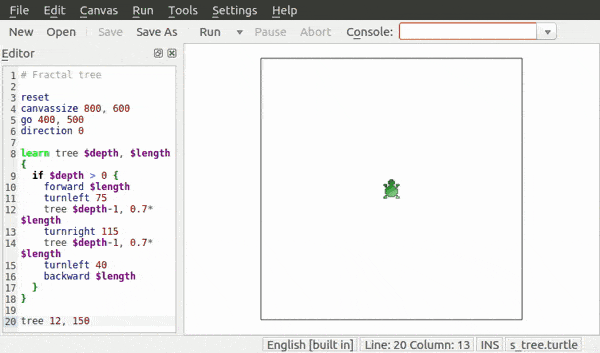 File Edit Canvas Run Tools Settings Help
New Open Save Save As Run Pause Abort Console:
Editor
1 # Fractal tree
2
3 reset
4 canvassize 800, 600
5 go 400, 500
6 direction 0
7
8 learn tree $depth, $length
{
9 if $depth > 0 {
10 forward $length
11 turnleft 75
12 tree $depth-1, 0.7*
$length
13 turnright 115
14 tree $depth-1, 0.7*
$length
15 turnleft 40
16 backward $length
17 }
18 }
19
20 tree 12, 150
English [built in] Line: 20 Column: 13 INS s_tree.turtle